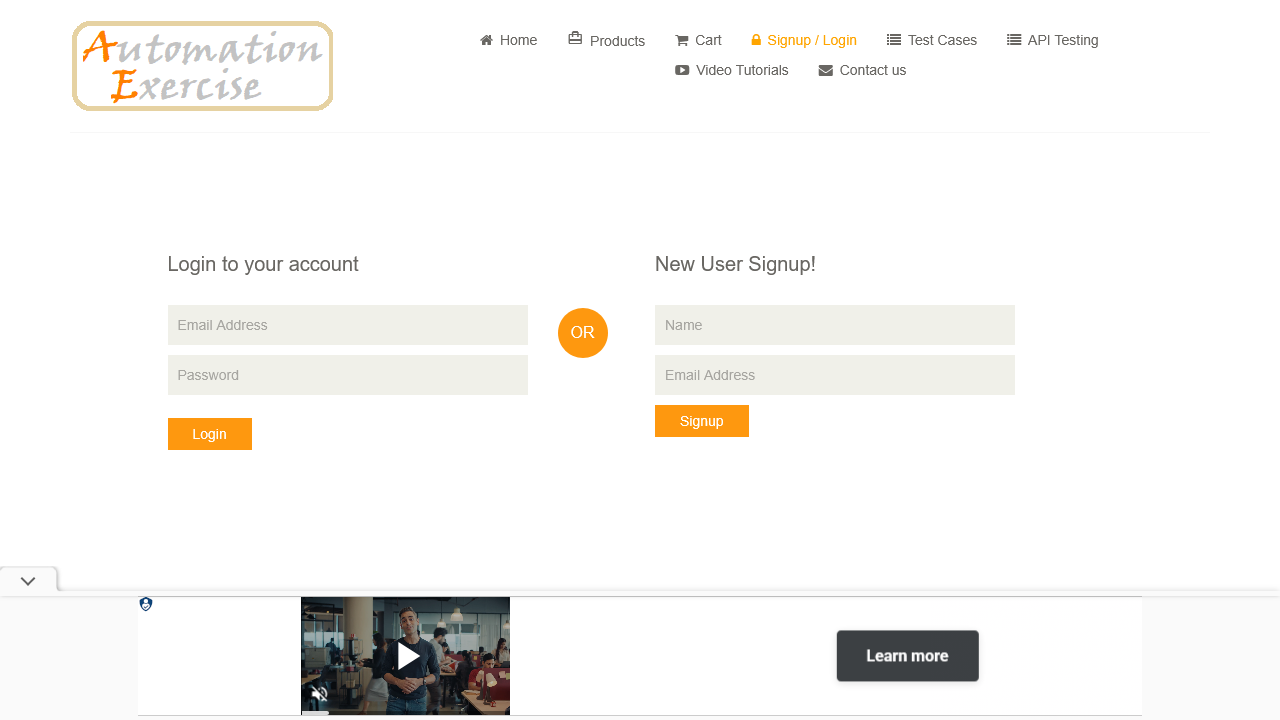 Automation
Exercise
Home
Products
Cart
Signup / Login
Test Cases
API Testing
Video Tutorials
Contact us
Login to your account
Email Address
Password
Login
OR
New User Signup!
Name
Email Address
Signup
Learn more